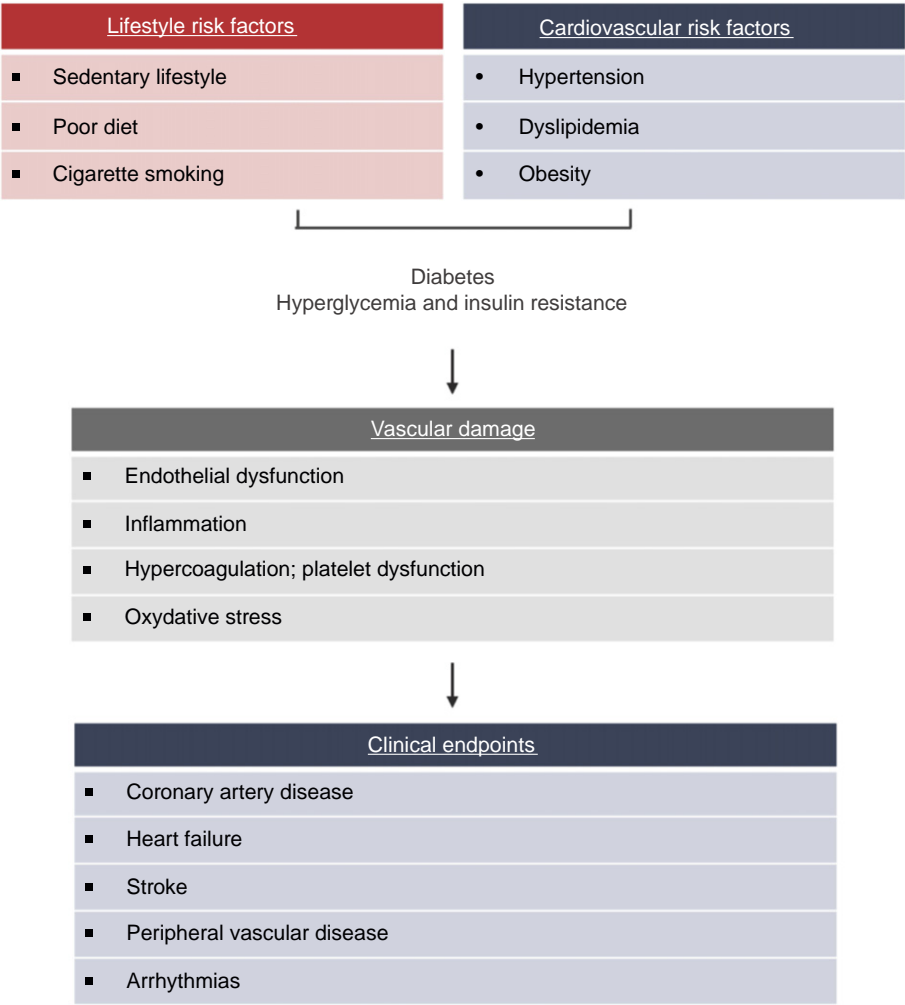 Lifestyle risk factors
▪ Sedentary lifestyle
▪ Poor diet
▪ Cigarette smoking
Cardiovascular risk factors
• Hypertension
• Dyslipidemia
• Obesity
Diabetes
Hyperglycemia and insulin resistance
Vascular damage
▪ Endothelial dysfunction
▪ Inflammation
▪ Hypercoagulation; platelet dysfunction
▪ Oxydative stress
Clinical endpoints
▪ Coronary artery disease
▪ Heart failure
▪ Stroke
▪ Peripheral vascular disease
▪ Arrhythmias